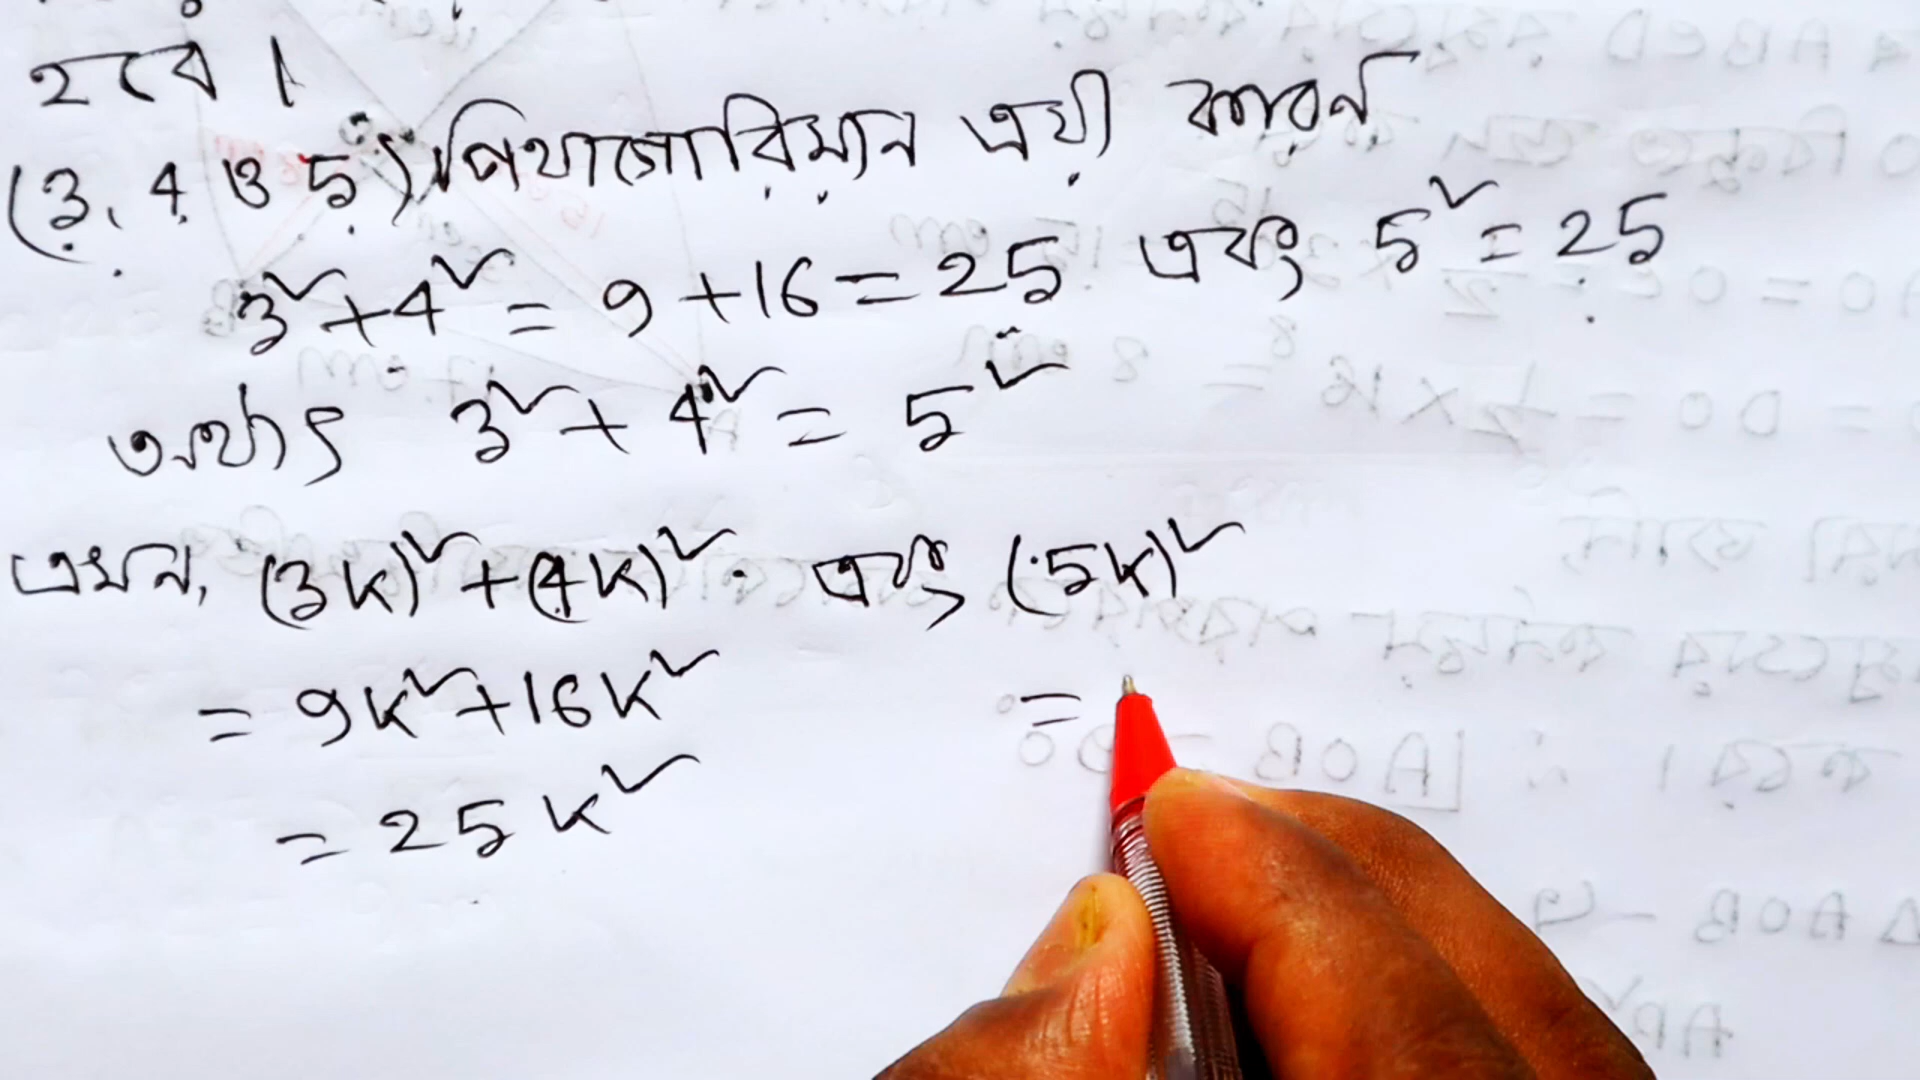 হবে ।
(3, 4 ও 5) পিথাগোরিয়ান ত্রয়ী কারণ
3² + 4² = 9 + 16 = 25 এবং 5² = 25
অর্থাৎ 3² + 4² = 5²
এখন, (3k)² + (4k)² এবং (5k)²
= 9k² + 16k² =
= 25k²